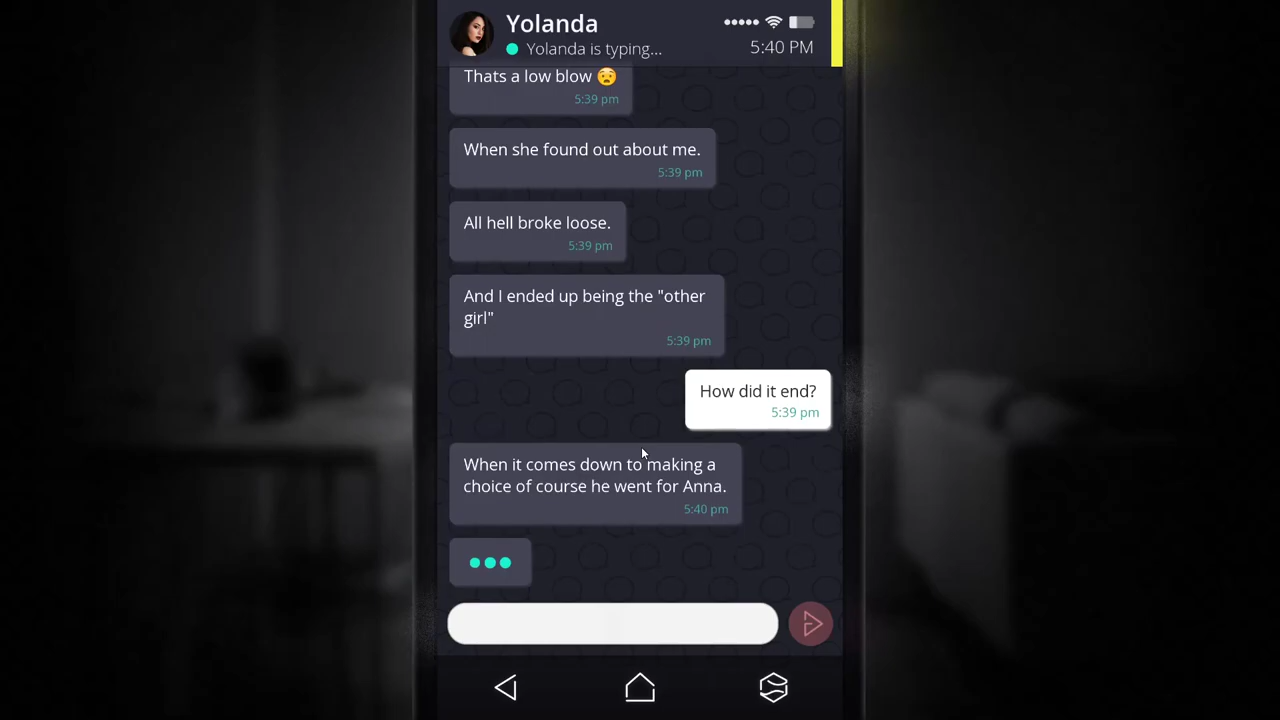 Yolanda
Yolanda is typing...
5:40 PM
Thats a low blow 😧
5:39 pm
When she found out about me.
5:39 pm
All hell broke loose.
5:39 pm
And I ended up being the "other
girl"
5:39 pm
How did it end?
5:39 pm
When it comes down to making a
choice of course he went for Anna.
5:40 pm